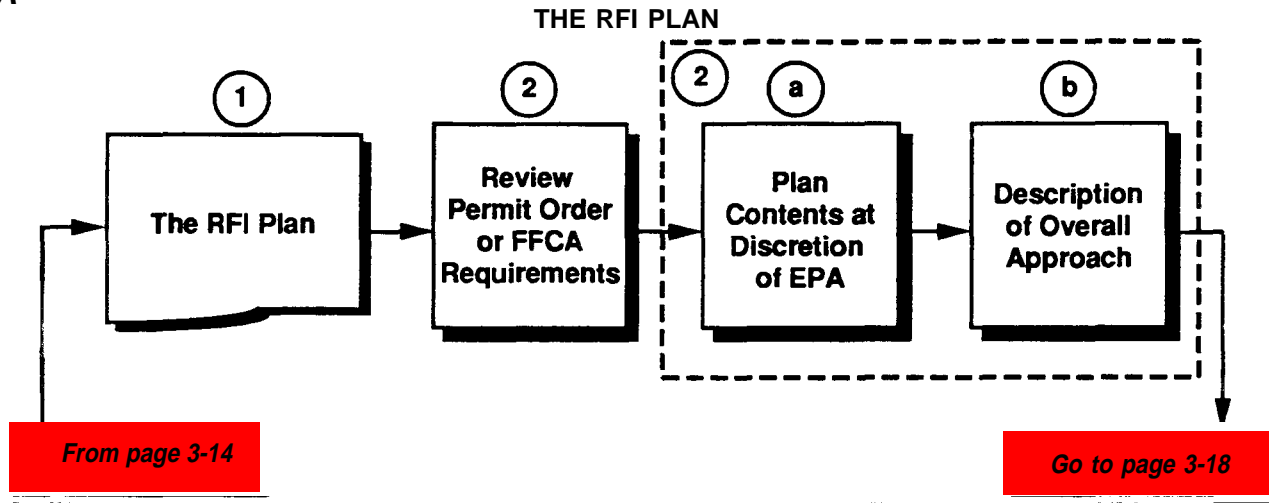 THE RFI PLAN
1
2
2
a
b
The RFI Plan
Review
Permit Order
or FFCA
Requirements
Plan
Contents at
Discretion
of EPA
Description
of Overall
Approach
From page 3-14
Go to page 3-18